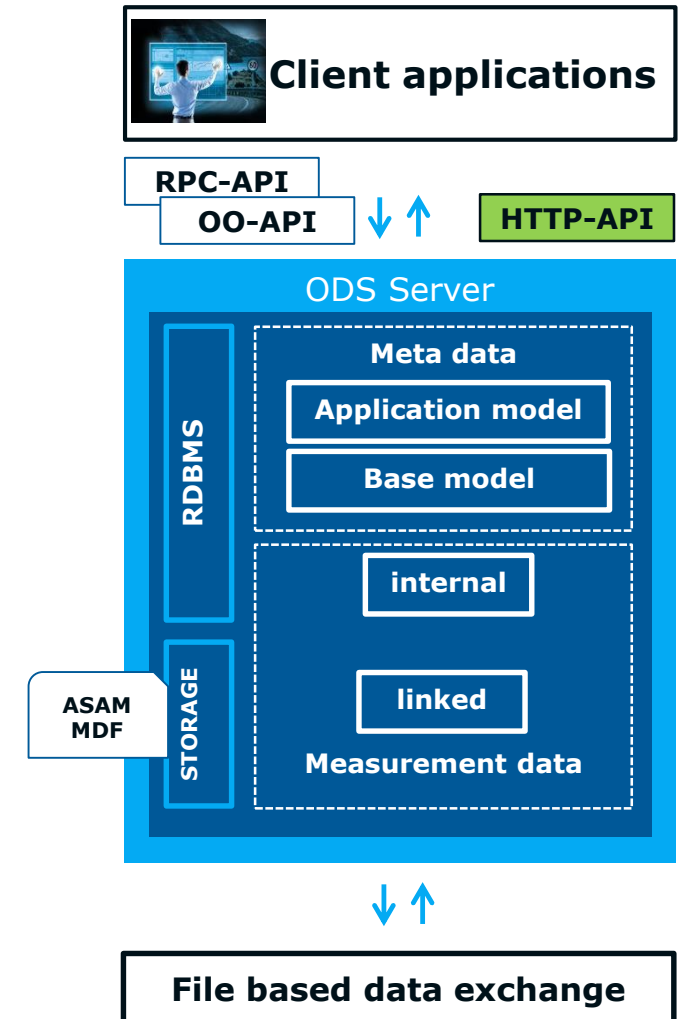 Client applications
RPC-API
OO-API
HTTP-API
ODS Server
RDBMS
Meta data
Application model
Base model
internal
STORAGE
linked
ASAM
MDF
Measurement data
File based data exchange